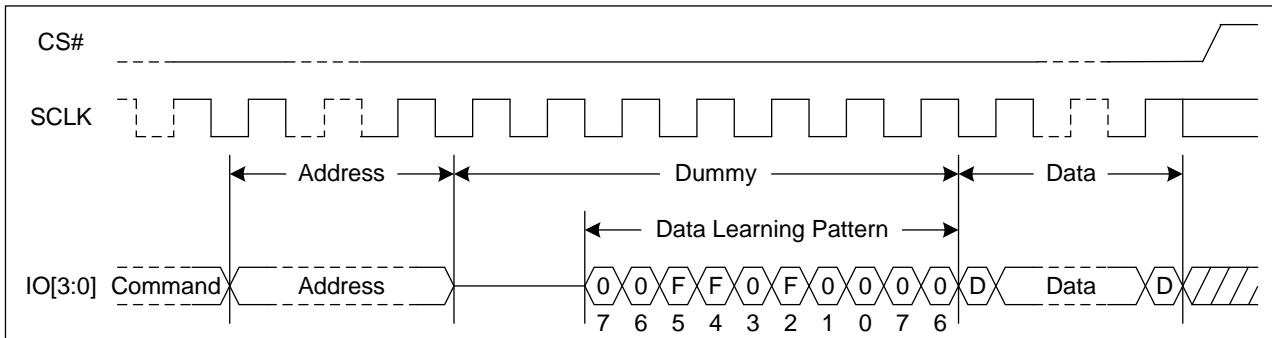 CS#
SCLK
Address Dummy Data
Data Learning Pattern
IO[3:0] Command Address 0 0 F F 0 F 0 0 0 0 D Data D
7 6 5 4 3 2 1 0 7 6